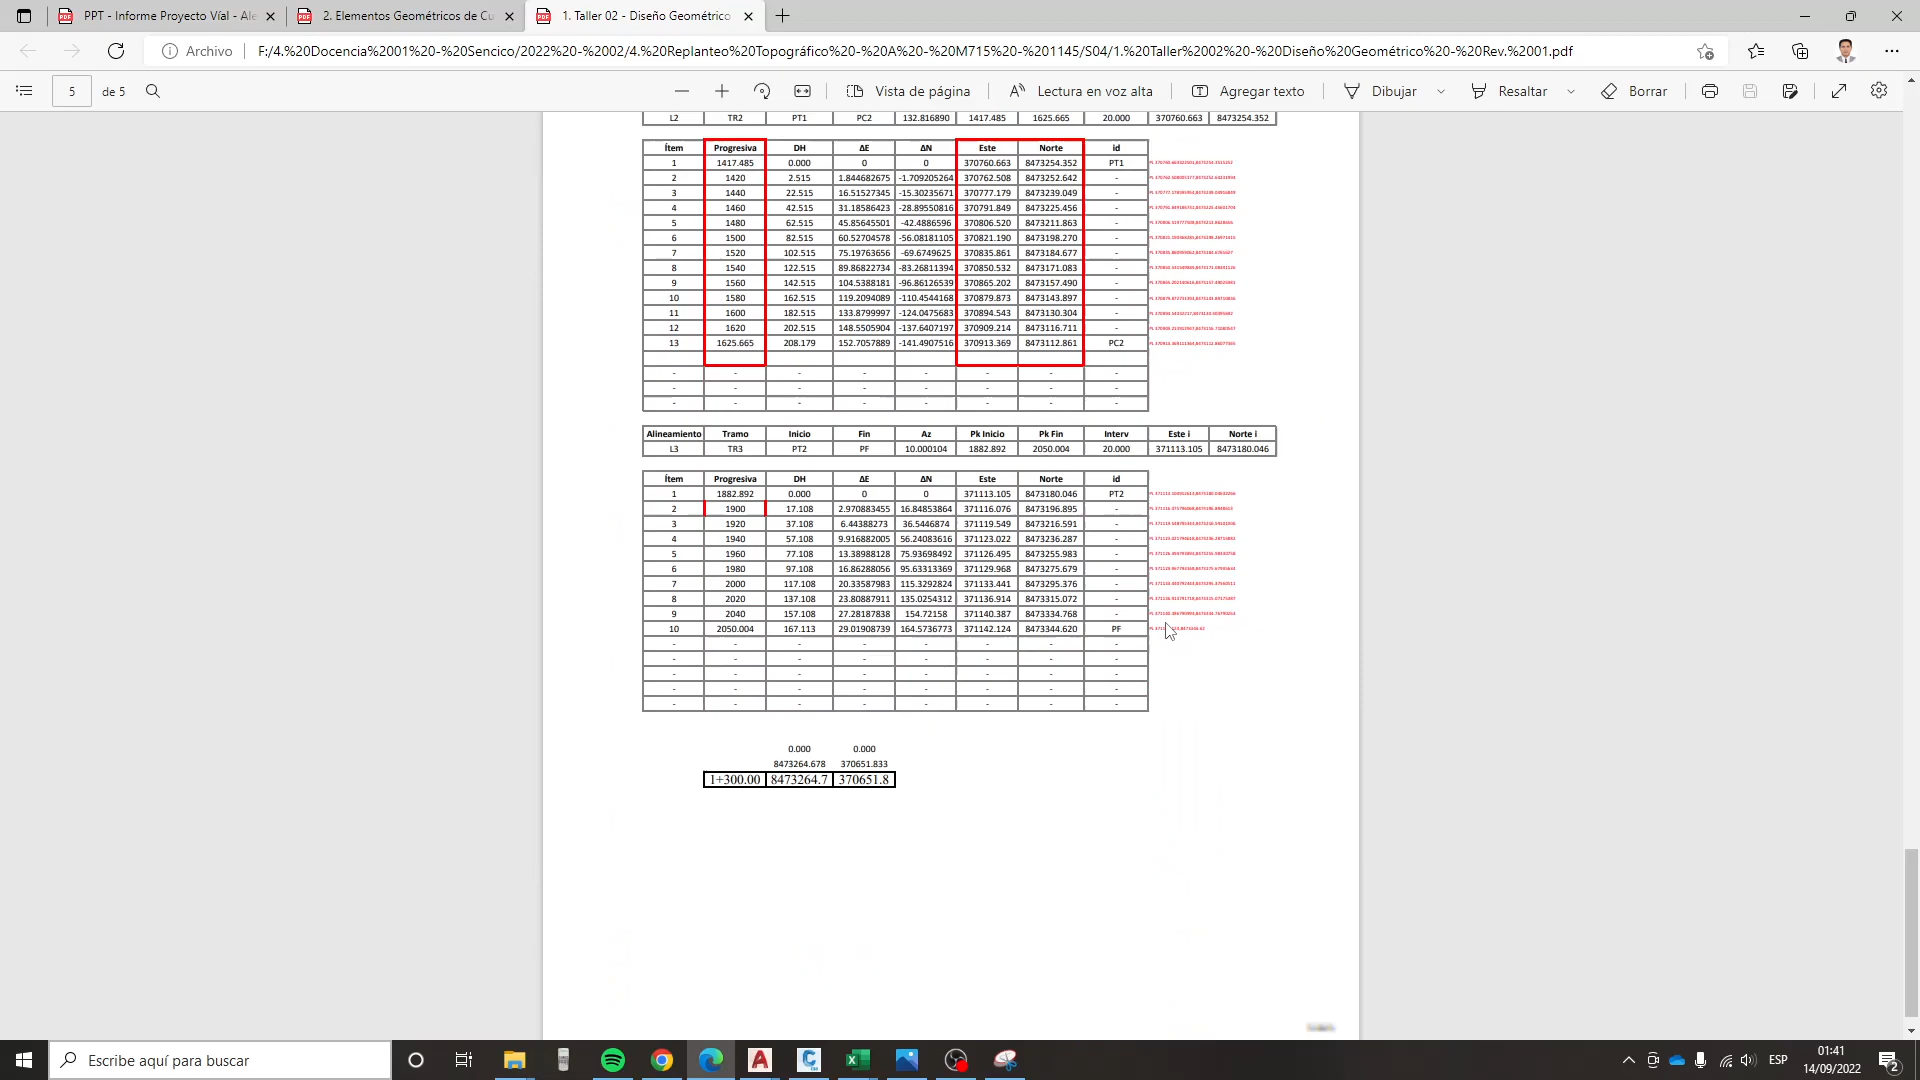 PPT - Informe Proyecto Víal - Ale
2. Elementos Geométricos de Cu
1. Taller 02 - Diseño Geométrico
Archivo
F:/4.%20Docencia%2001%20-%20Sencico/2022%20-%2002/4.%20Replanteo%20Topográfico%20-%20A%20-%20M715%20-%201145/S04/1.%20Taller%2002%20-%20Diseño%20Geométrico%20-%20Rev.%2001.pdf
5 de 5
Vista de página
Lectura en voz alta
Agregar texto
Dibujar
Resaltar
Borrar
L2 TR2 PT1 PC2 132.816890 1417.485 1625.665 20.000 370760.663 8473254.352
Ítem Progresiva DH ΔE ΔN Este Norte id
1 1417.485 0.000 0 0 370760.663 8473254.352 PT1
2 1420 2.515 1.844682675 -1.709205264 370762.508 8473252.642 -
3 1440 22.515 16.51527345 -15.30235671 370777.179 8473239.049 -
4 1460 42.515 31.18586423 -28.89550816 370791.849 8473225.456 -
5 1480 62.515 45.85645501 -42.4886596 370806.520 8473211.863 -
6 1500 82.515 60.52704578 -56.08181105 370821.190 8473198.270 -
7 1520 102.515 75.19763656 -69.6749625 370835.861 8473184.677 -
8 1540 122.515 89.86822734 -83.26811394 370850.532 8473171.083 -
9 1560 142.515 104.5388181 -96.86126539 370865.202 8473157.490 -
10 1580 162.515 119.2094089 -110.4544168 370879.873 8473143.897 -
11 1600 182.515 133.8799997 -124.0475683 370894.543 8473130.304 -
12 1620 202.515 148.5505904 -137.6407197 370909.214 8473116.711 -
13 1625.665 208.179 152.7057889 -141.4907516 370913.369 8473112.861 PC2
- - - - - - - -
- - - - - - - -
- - - - - - - -
Alineamiento Tramo Inicio Fin Az Pk Inicio Pk Fin Interv Este i Norte i
L3 TR3 PT2 PF 10.000104 1882.892 2050.004 20.000 371113.105 8473180.046
Ítem Progresiva DH ΔE ΔN Este Norte id
1 1882.892 0.000 0 0 371113.105 8473180.046 PT2
2 1900 17.108 2.970883455 16.84853864 371116.076 8473196.895 -
3 1920 37.108 6.44388273 36.5446874 371119.549 8473216.591 -
4 1940 57.108 9.916882005 56.24083616 371123.022 8473236.287 -
5 1960 77.108 13.38988128 75.93698492 371126.495 8473255.983 -
6 1980 97.108 16.86288056 95.63313369 371129.968 8473275.679 -
7 2000 117.108 20.33587983 115.3292824 371133.441 8473295.376 -
8 2020 137.108 23.80887911 135.0254312 371136.914 8473315.072 -
9 2040 157.108 27.28187838 154.72158 371140.387 8473334.768 -
10 2050.004 167.113 29.01908739 164.5736773 371142.124 8473344.620 PF
- - - - - - - -
- - - - - - - -
- - - - - - - -
- - - - - - - -
- - - - - - - -
0.000 0.000
8473264.678 370651.833
1+300.00 8473264.7 370651.8
Escribe aquí para buscar
ESP
01:41
14/09/2022
2